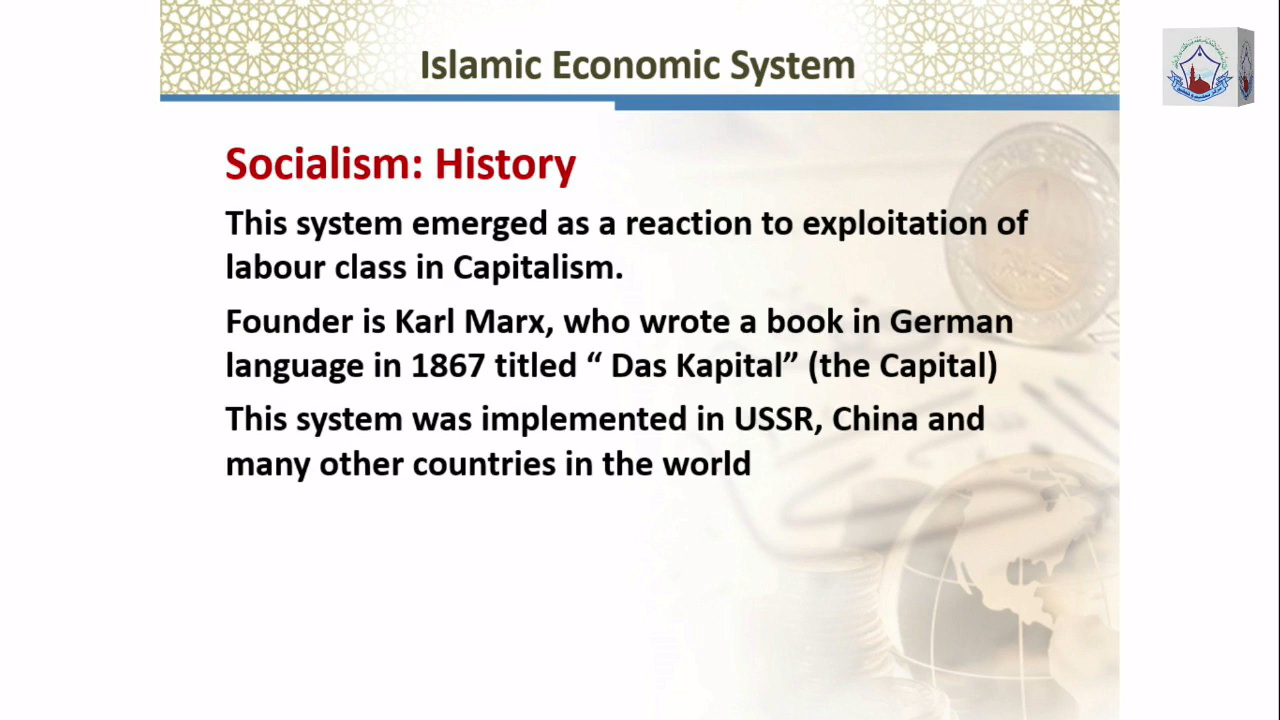 Islamic Economic System
Socialism: History
This system emerged as a reaction to exploitation of
labour class in Capitalism.
Founder is Karl Marx, who wrote a book in German
language in 1867 titled “ Das Kapital” (the Capital)
This system was implemented in USSR, China and
many other countries in the world